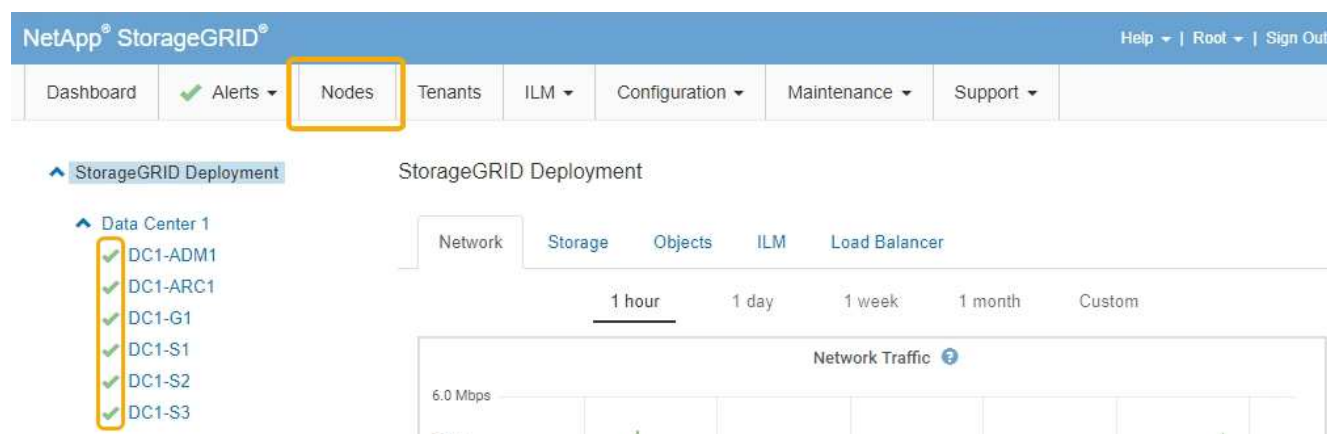 NetApp® StorageGRID®
Help | Root | Sign Out
Dashboard Alerts Nodes Tenants ILM Configuration Maintenance Support
StorageGRID Deployment
StorageGRID Deployment
Data Center 1
Network Storage Objects ILM Load Balancer
DC1-ADM1
DC1-ARC1
1 hour 1 day 1 week 1 month Custom
DC1-G1
DC1-S1
Network Traffic ?
DC1-S2
6.0 Mbps
DC1-S3